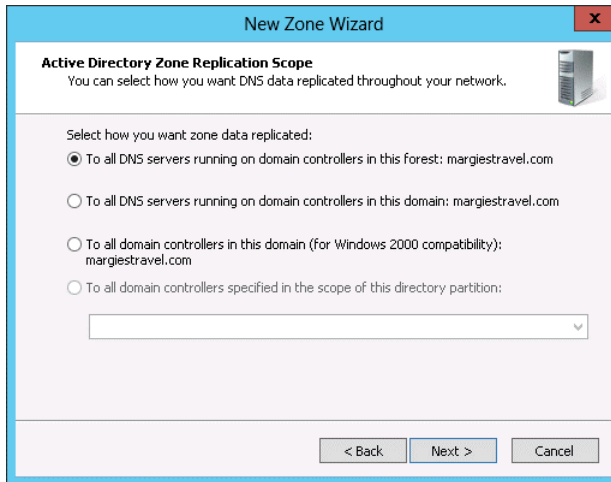 New Zone Wizard
x
Active Directory Zone Replication Scope
You can select how you want DNS data replicated throughout your network.
Select how you want zone data replicated:
To all DNS servers running on domain controllers in this forest: margiestravel.com
To all DNS servers running on domain controllers in this domain: margiestravel.com
To all domain controllers in this domain (for Windows 2000 compatibility):
margiestravel.com
To all domain controllers specified in the scope of this directory partition:
< Back Next > Cancel